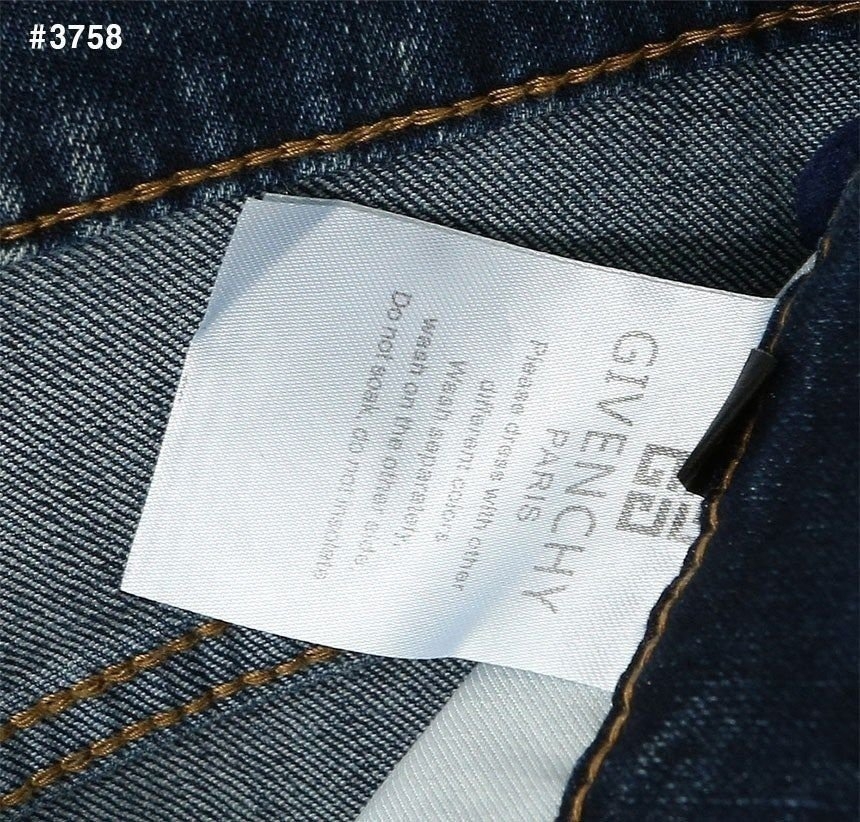 #3758
GIVENCHY
PARIS
Please dress with other
different colors
Wash separately,
wash on the other side
Do not soak, do not insolate